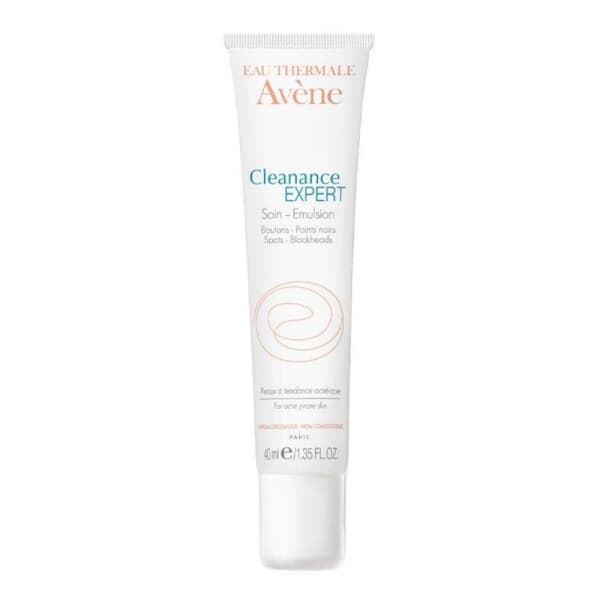 EAU THERMALE
Avène
Cleanance
EXPERT
Soin - Emulsion
Boutons - Points noirs
Spots - Blackheads
Peaux à tendance acnéique
For acne prone skin
HYPOALLERGÉNIQUE - NON COMÉDOGÈNE
PARIS
40 ml e/1.35 FL.OZ.